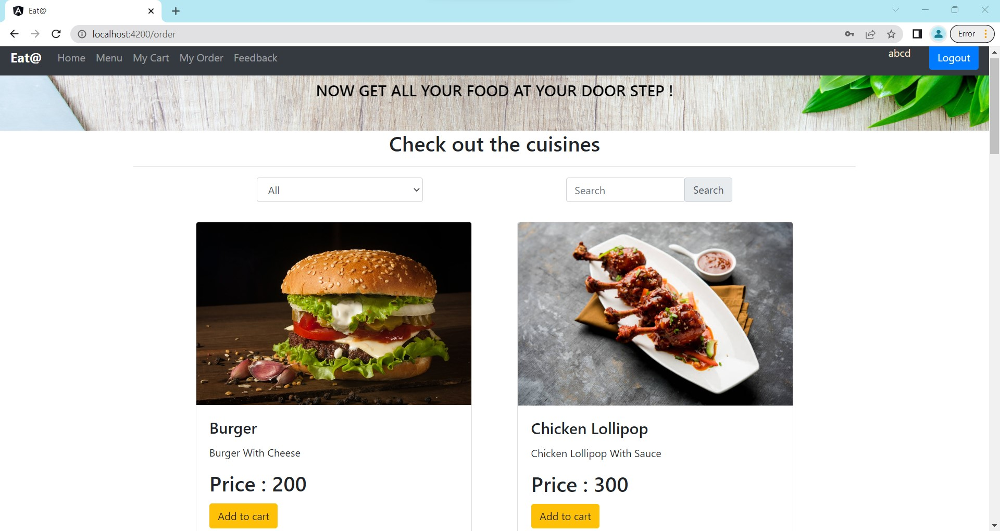 Eat@
localhost:4200/order
Error
Eat@ Home Menu My Cart My Order Feedback abcd Logout
NOW GET ALL YOUR FOOD AT YOUR DOOR STEP !
Check out the cuisines
All
Search Search
Burger
Burger With Cheese
Price : 200
Add to cart
Chicken Lollipop
Chicken Lollipop With Sauce
Price : 300
Add to cart